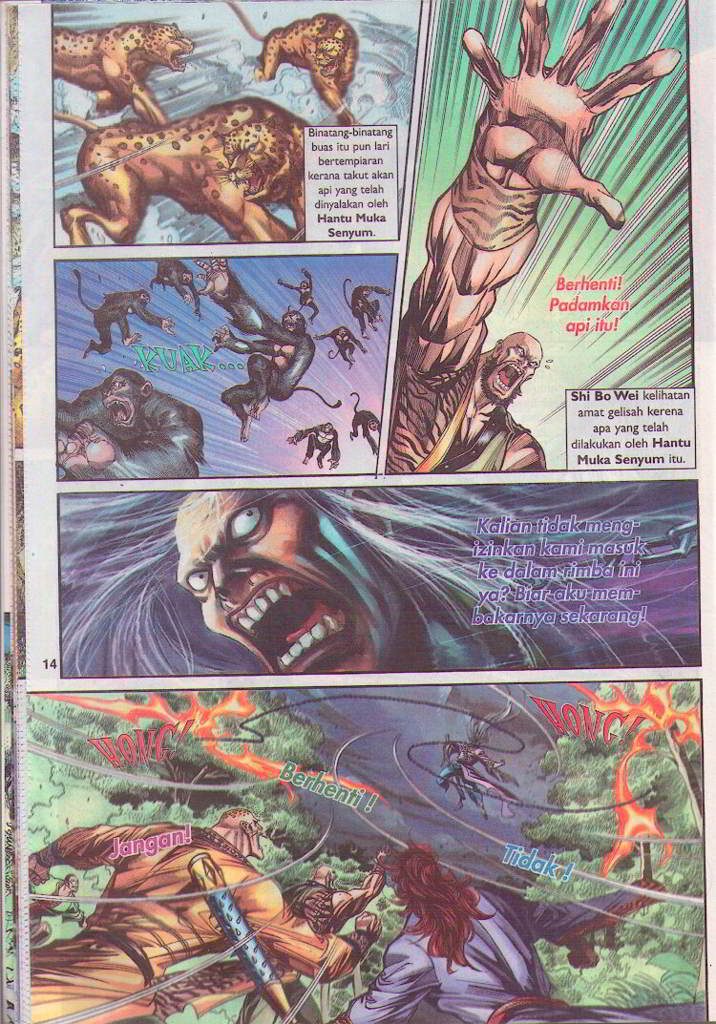 Binatang-binatang
buas itu pun lari
bertempiaran
kerana takut akan
api yang telah
dinyalakan oleh
Hantu Muka
Senyum.
Berhenti!
Padamkan
api itu!
KUAK...
Shi Bo Wei kelihatan
amat gelisah kerena
apa yang telah
dilakukan oleh Hantu
Muka Senyum itu.
Kalian tidak meng-
izinkan kami masuk
ke dalam rimba ini
ya? Biar aku mem-
bakarnya sekarang!
14
HONG!
HONG!
Berhenti !
Jangan!
Tidak !